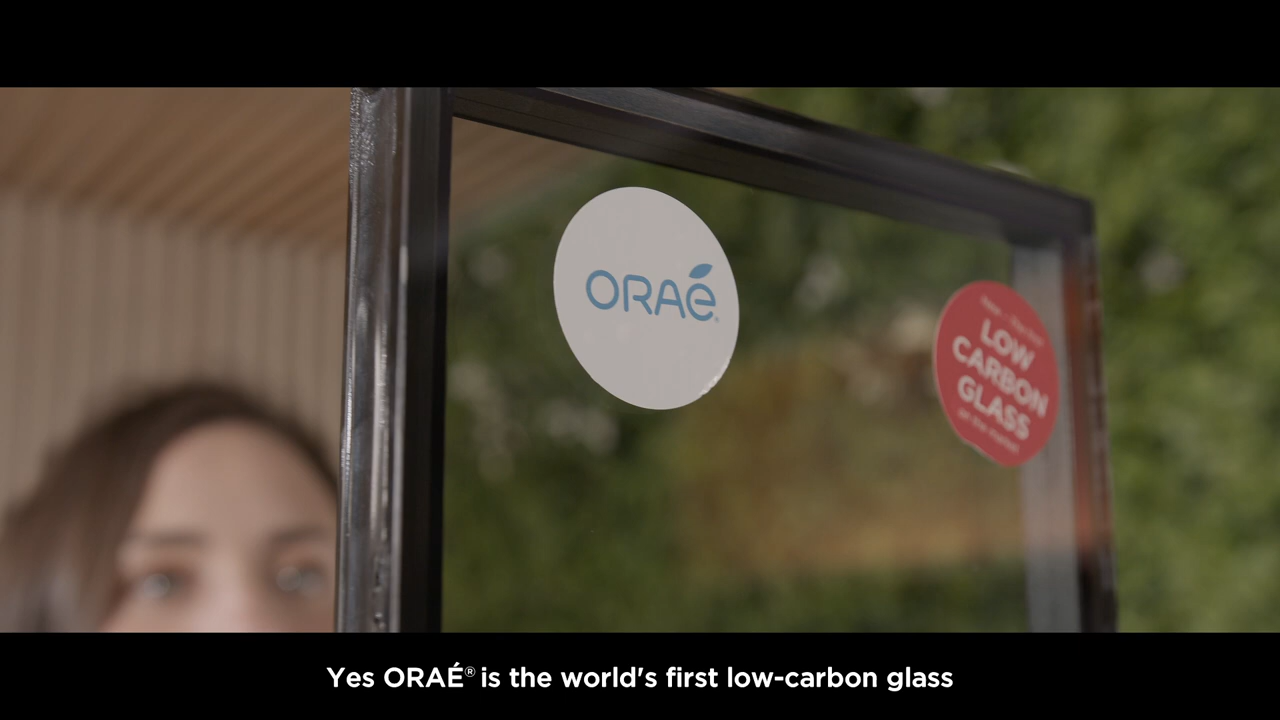 ORAé®
LOW
CARBON
GLASS
Yes ORAÉ® is the world's first low-carbon glass